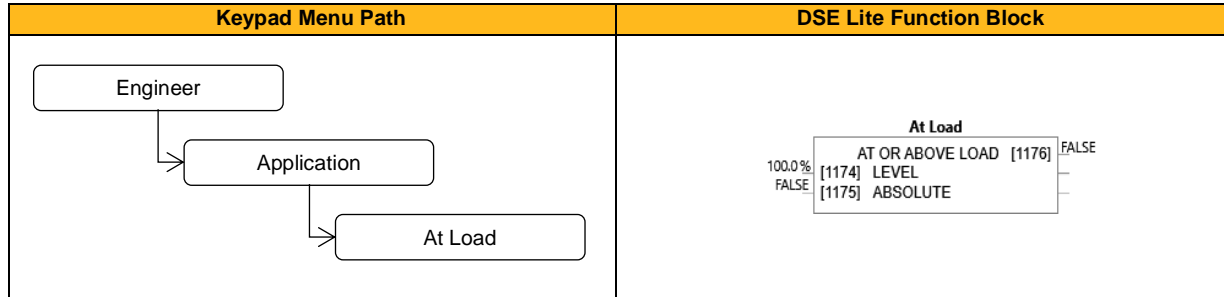 Keypad Menu Path
DSE Lite Function Block
Engineer
Application
At Load
At Load
AT OR ABOVE LOAD [1176] FALSE
100.0 % [1174] LEVEL
FALSE [1175] ABSOLUTE